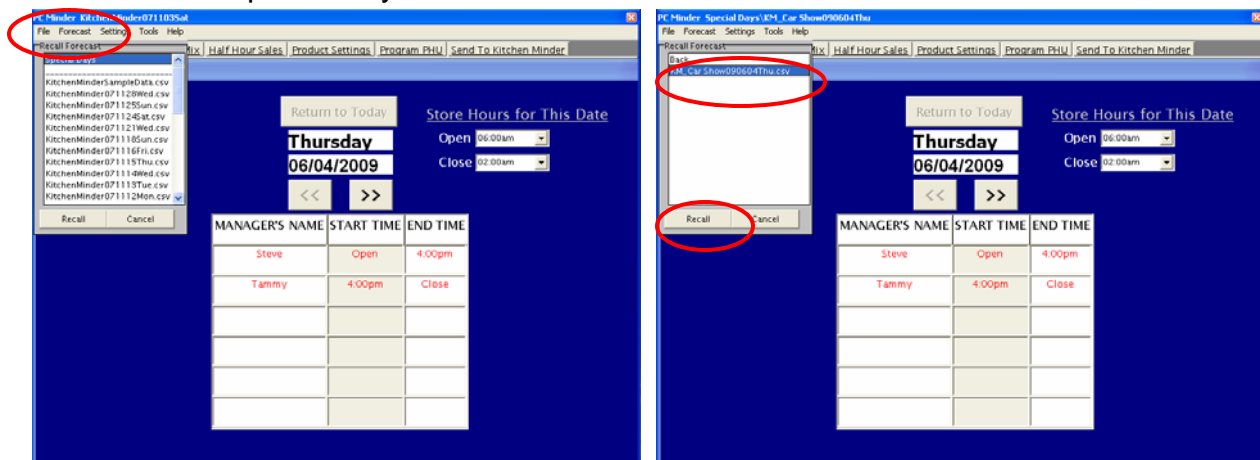 PC Minder KitchenMinder071103Sat
File Forecast Settings Tools Help
Recall Forecast
Mix Half Hour Sales Product Settings Program PHU Send To Kitchen Minder
Special Days
KitchenMinderSampleData.csv
KitchenMinder071128Wed.csv
KitchenMinder071125Sun.csv
KitchenMinder071124Sat.csv
KitchenMinder071121Wed.csv
KitchenMinder071118Sun.csv
KitchenMinder071116Fri.csv
KitchenMinder071115Thu.csv
KitchenMinder071114Wed.csv
KitchenMinder071113Tue.csv
KitchenMinder071112Mon.csv
Recall Cancel
Return to Today
Thursday
06/04/2009
<< >>
Store Hours for This Date
Open 06:00am
Close 02:00am
MANAGER'S NAME START TIME END TIME
Steve Open 4:00pm
Tammy 4:00pm Close
PC Minder Special Days\KM_Car Show090604Thu
File Forecast Settings Tools Help
Recall Forecast
Mix Half Hour Sales Product Settings Program PHU Send To Kitchen Minder
Back
KM_Car Show090604Thu.csv
Recall Cancel
Return to Today
Thursday
06/04/2009
<< >>
Store Hours for This Date
Open 06:00am
Close 02:00am
MANAGER'S NAME START TIME END TIME
Steve Open 4:00pm
Tammy 4:00pm Close